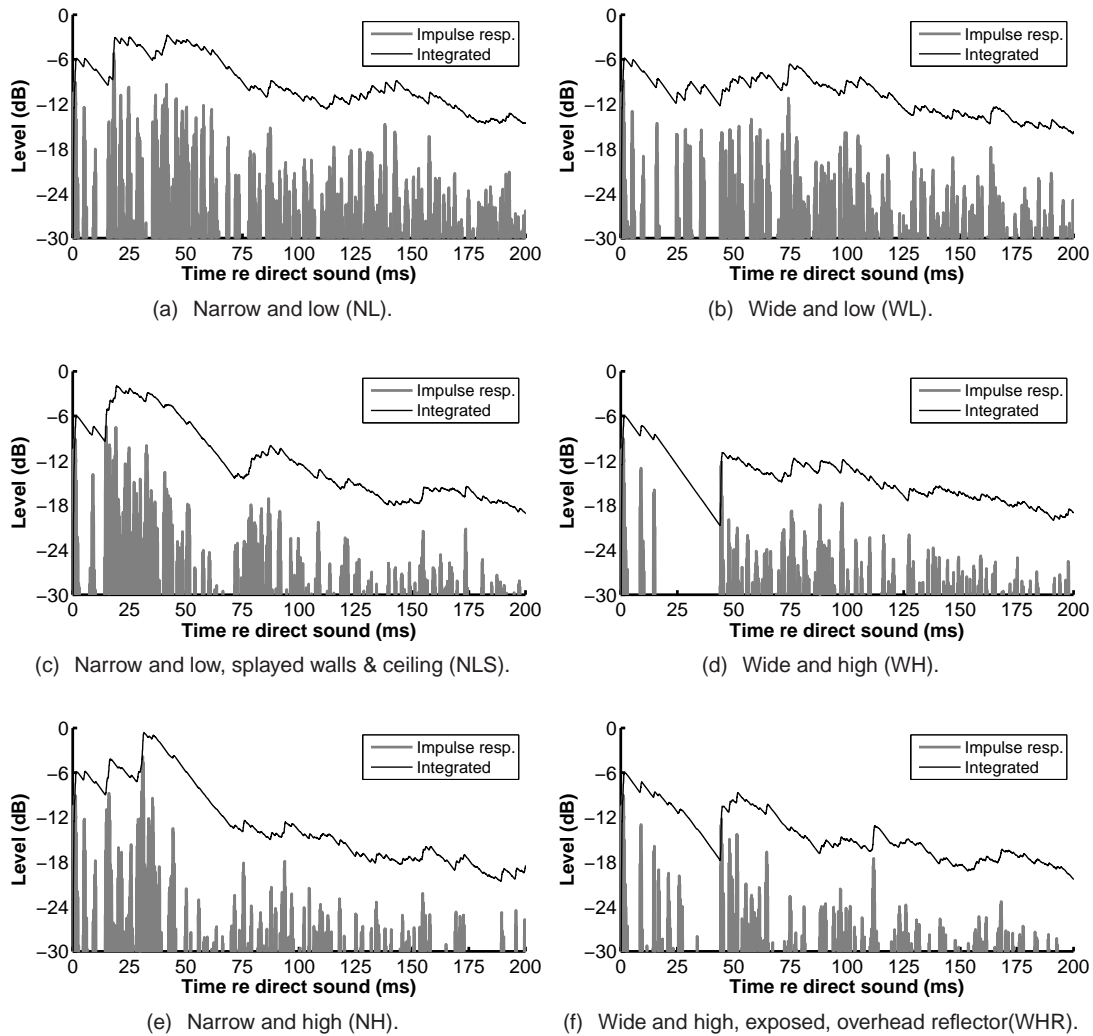 0
−6
−12
−18
−24
−30
Level (dB)
0 25 50 75 100 125 150 175 200
Time re direct sound (ms)
Impulse resp.
Integrated
(a) Narrow and low (NL).
0
−6
−12
−18
−24
−30
Level (dB)
0 25 50 75 100 125 150 175 200
Time re direct sound (ms)
Impulse resp.
Integrated
(b) Wide and low (WL).
0
−6
−12
−18
−24
−30
Level (dB)
0 25 50 75 100 125 150 175 200
Time re direct sound (ms)
Impulse resp.
Integrated
(c) Narrow and low, splayed walls & ceiling (NLS).
0
−6
−12
−18
−24
−30
Level (dB)
0 25 50 75 100 125 150 175 200
Time re direct sound (ms)
Impulse resp.
Integrated
(d) Wide and high (WH).
0
−6
−12
−18
−24
−30
Level (dB)
0 25 50 75 100 125 150 175 200
Time re direct sound (ms)
Impulse resp.
Integrated
(e) Narrow and high (NH).
0
−6
−12
−18
−24
−30
Level (dB)
0 25 50 75 100 125 150 175 200
Time re direct sound (ms)
Impulse resp.
Integrated
(f) Wide and high, exposed, overhead reflector(WHR).